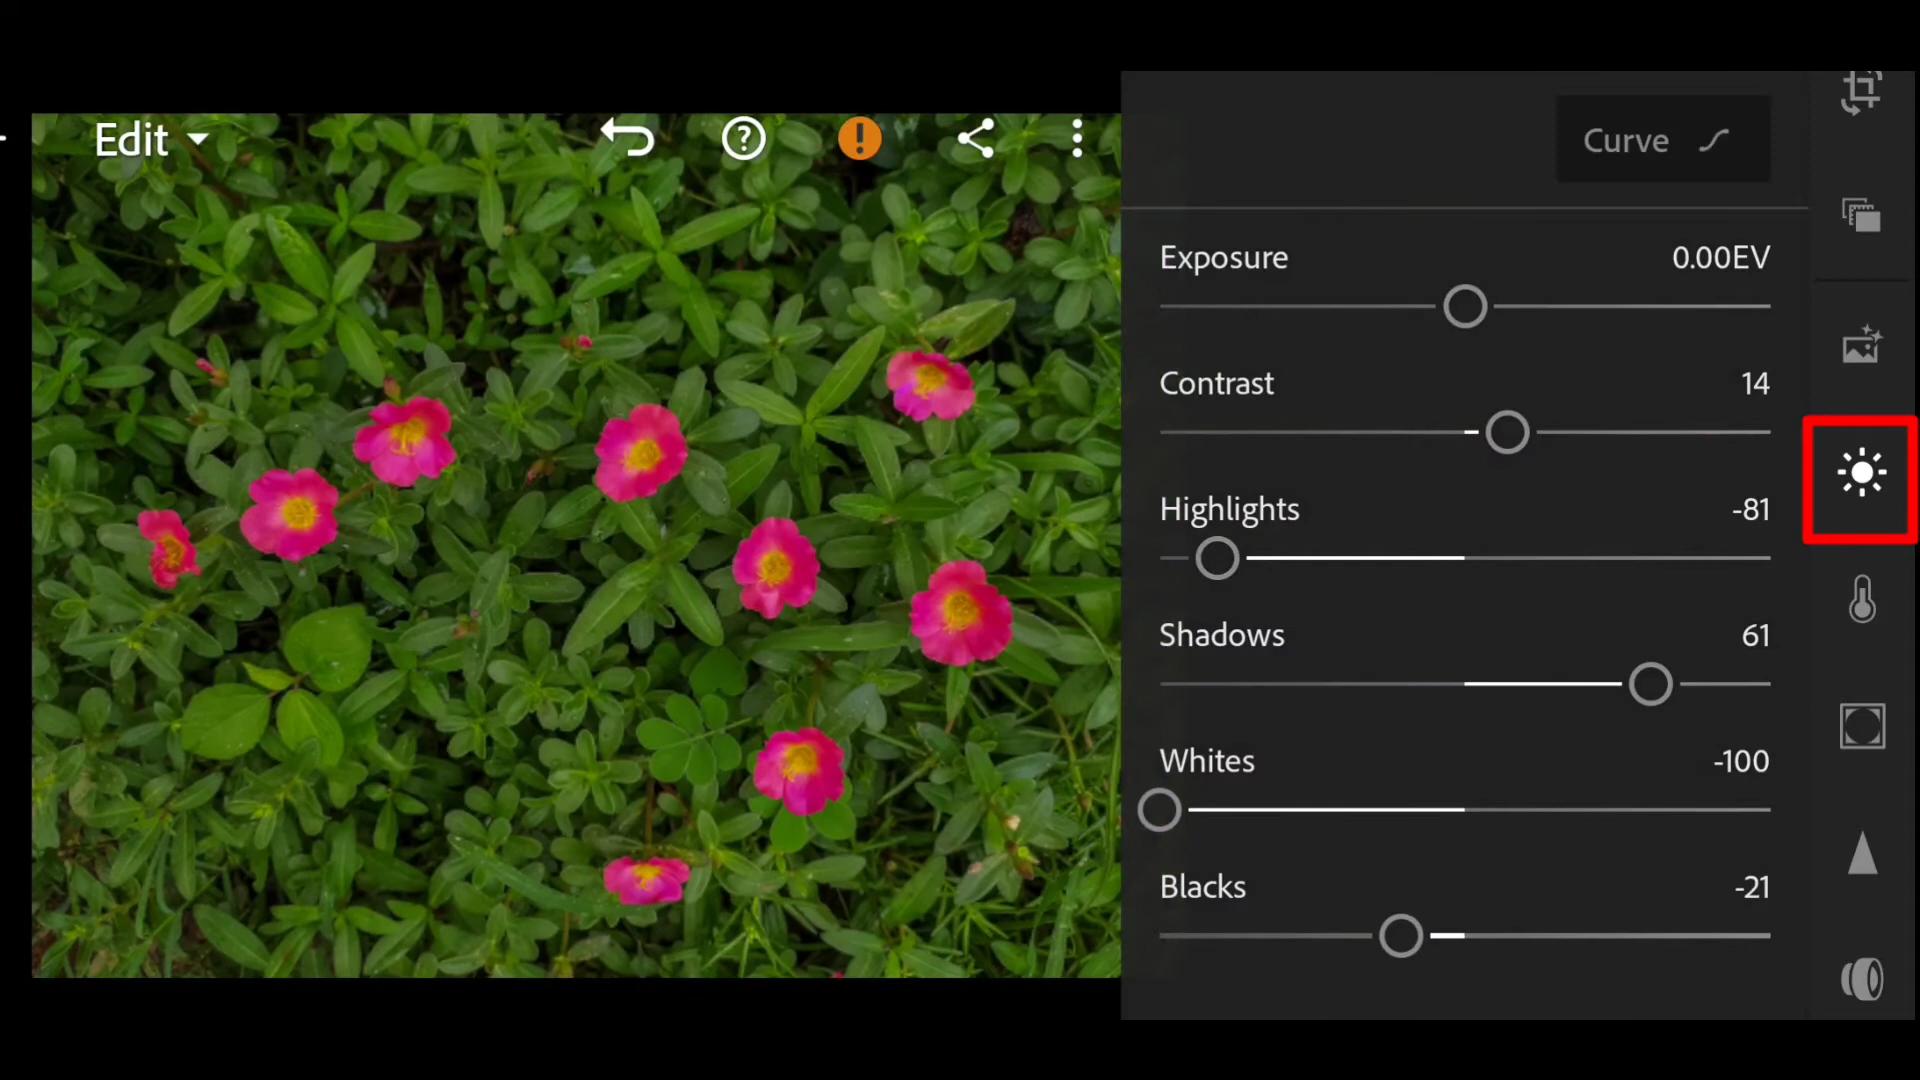 Edit
Curve
Exposure 0.00EV
Contrast 14
Highlights -81
Shadows 61
Whites -100
Blacks -21